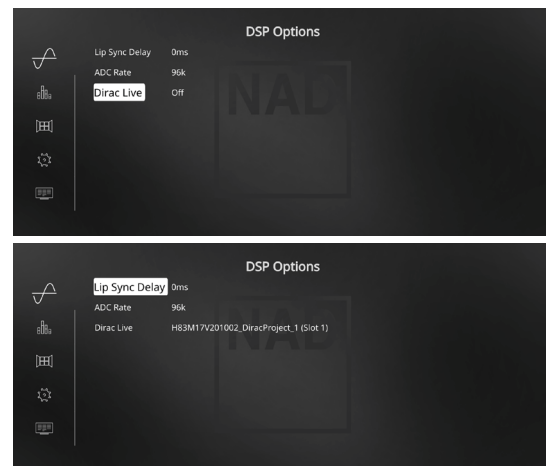 DSP Options
Lip Sync Delay 0ms
ADC Rate 96k
Dirac Live Off
NAD
DSP Options
Lip Sync Delay 0ms
ADC Rate 96k
Dirac Live H83M17V201002_DiracProject_1 (Slot 1)
NAD